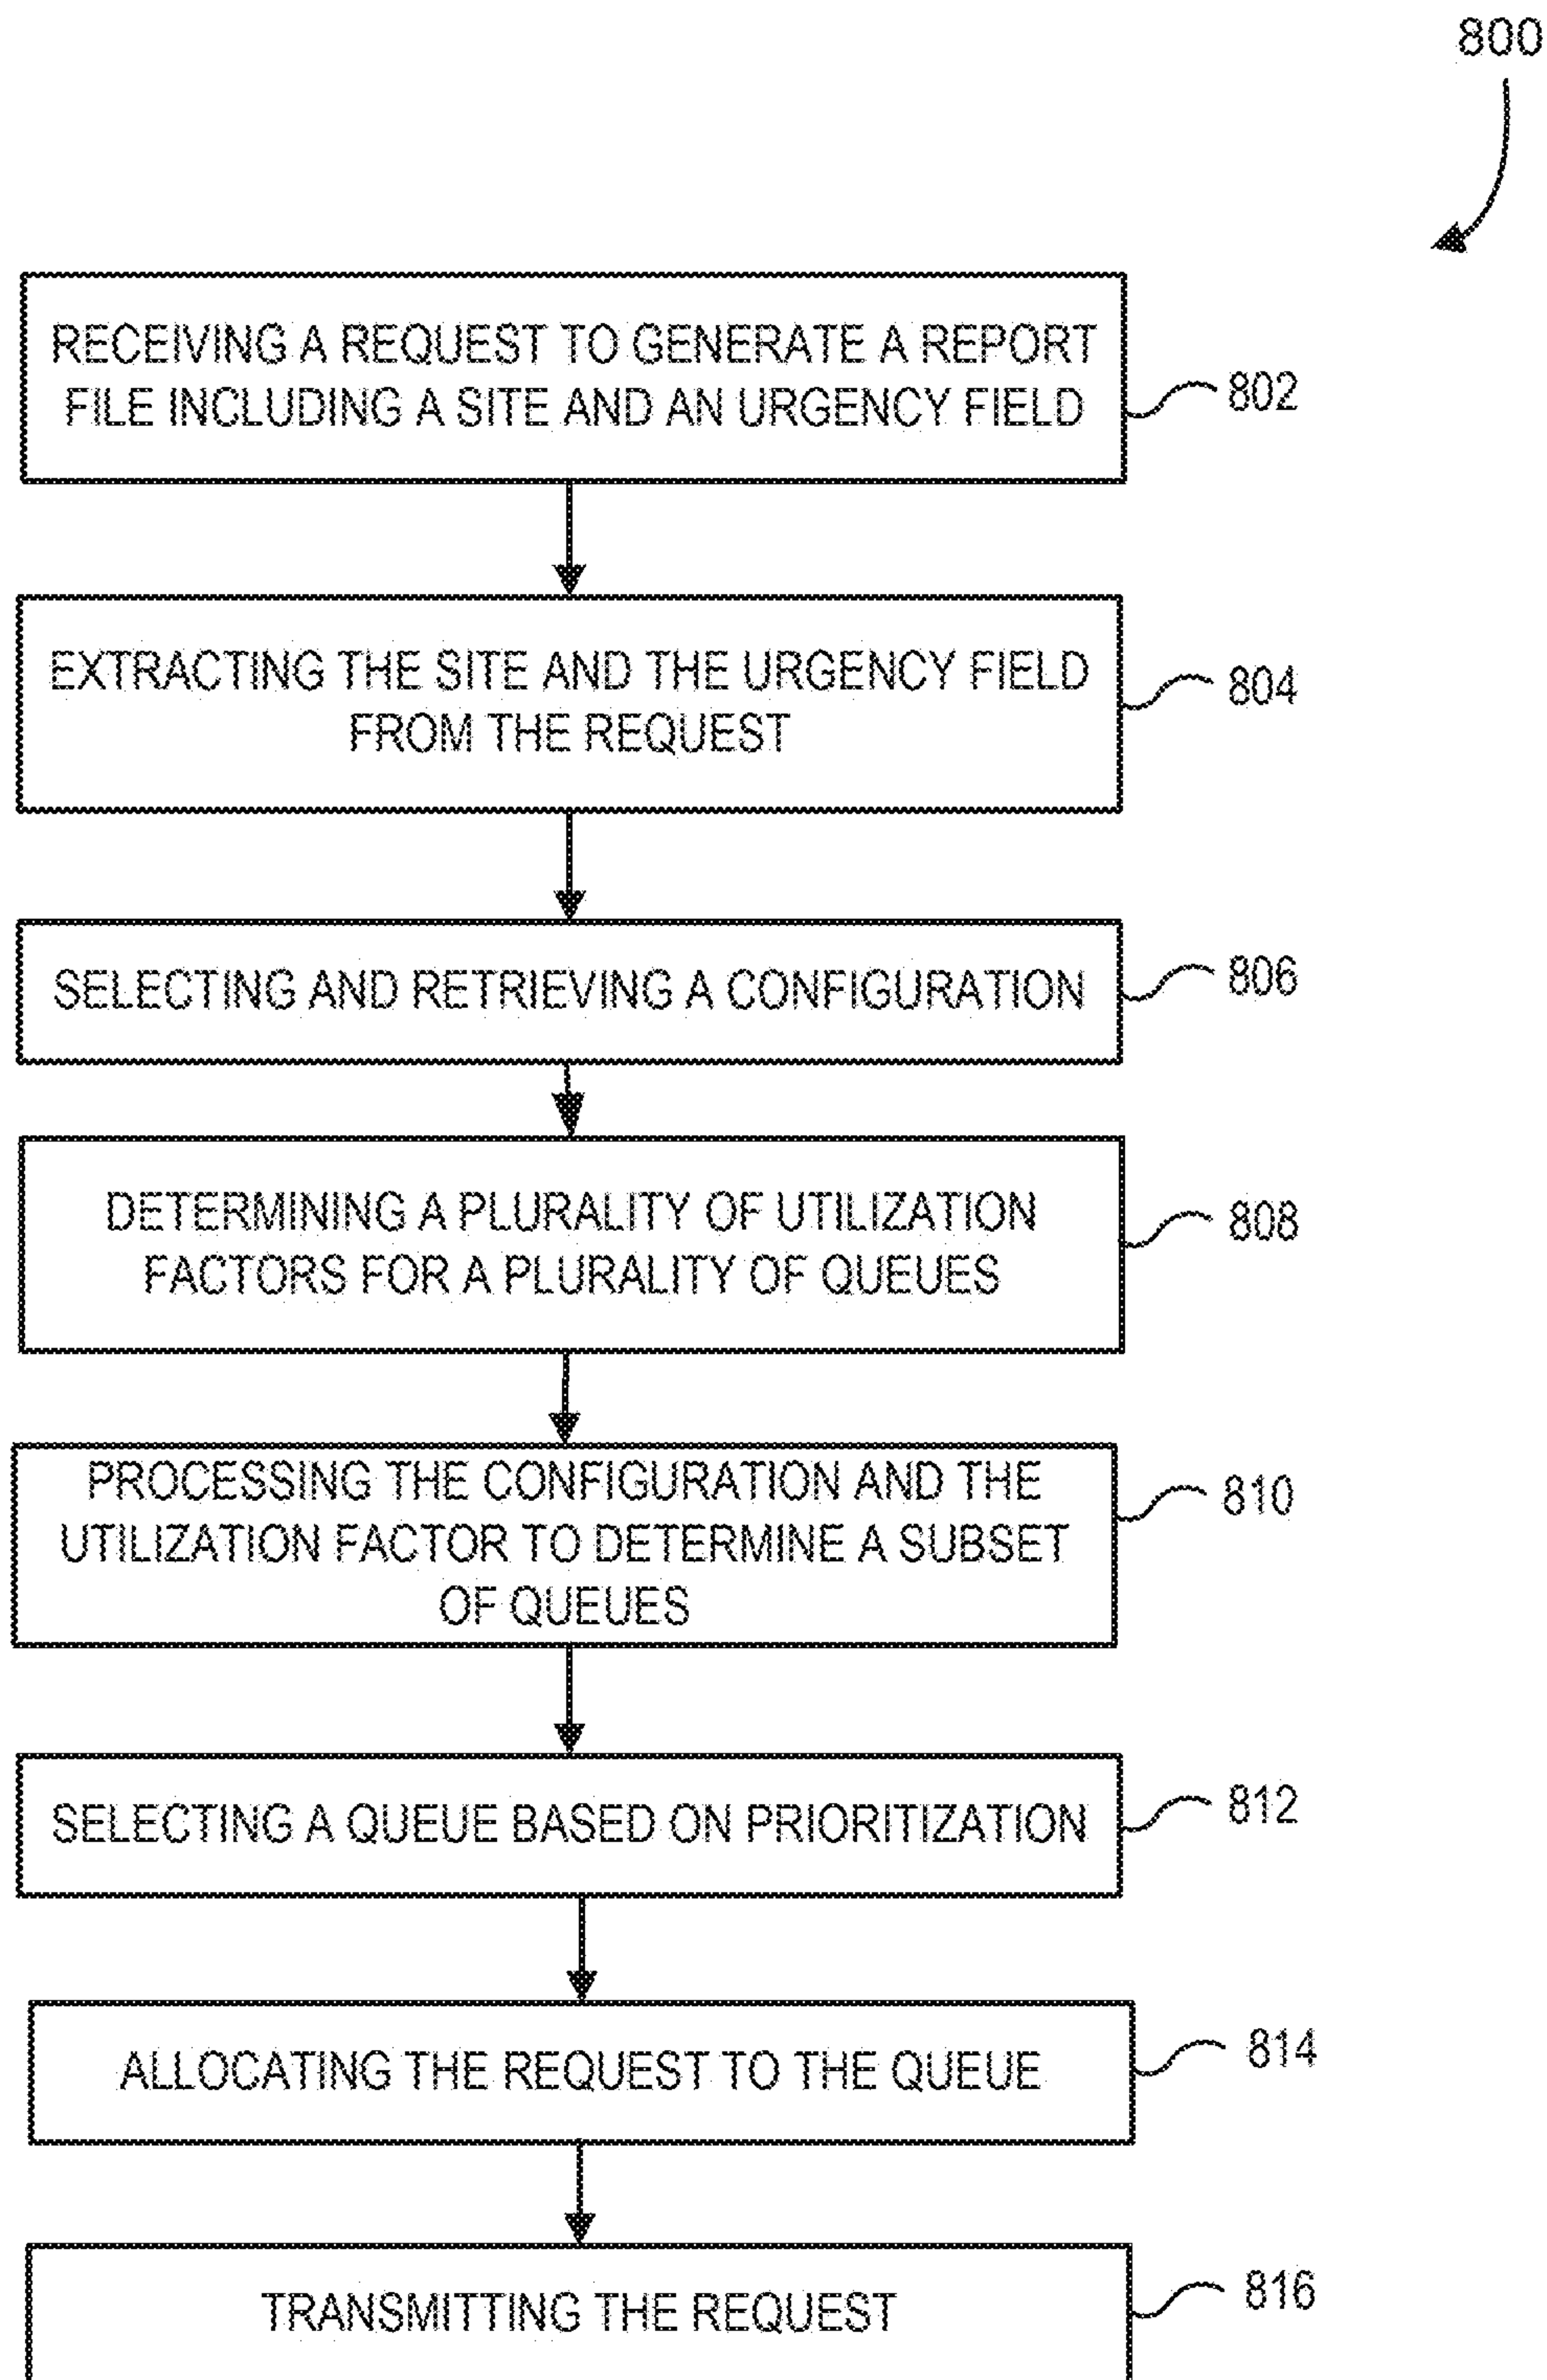 800
RECEIVING A REQUEST TO GENERATE A REPORT
FILE INCLUDING A SITE AND AN URGENCY FIELD
802
EXTRACTING THE SITE AND THE URGENCY FIELD
FROM THE REQUEST
804
SELECTING AND RETRIEVING A CONFIGURATION
806
DETERMINING A PLURALITY OF UTILIZATION
FACTORS FOR A PLURALITY OF QUEUES
808
PROCESSING THE CONFIGURATION AND THE
UTILIZATION FACTOR TO DETERMINE A SUBSET
OF QUEUES
810
SELECTING A QUEUE BASED ON PRIORITIZATION
812
ALLOCATING THE REQUEST TO THE QUEUE
814
TRANSMITTING THE REQUEST
816